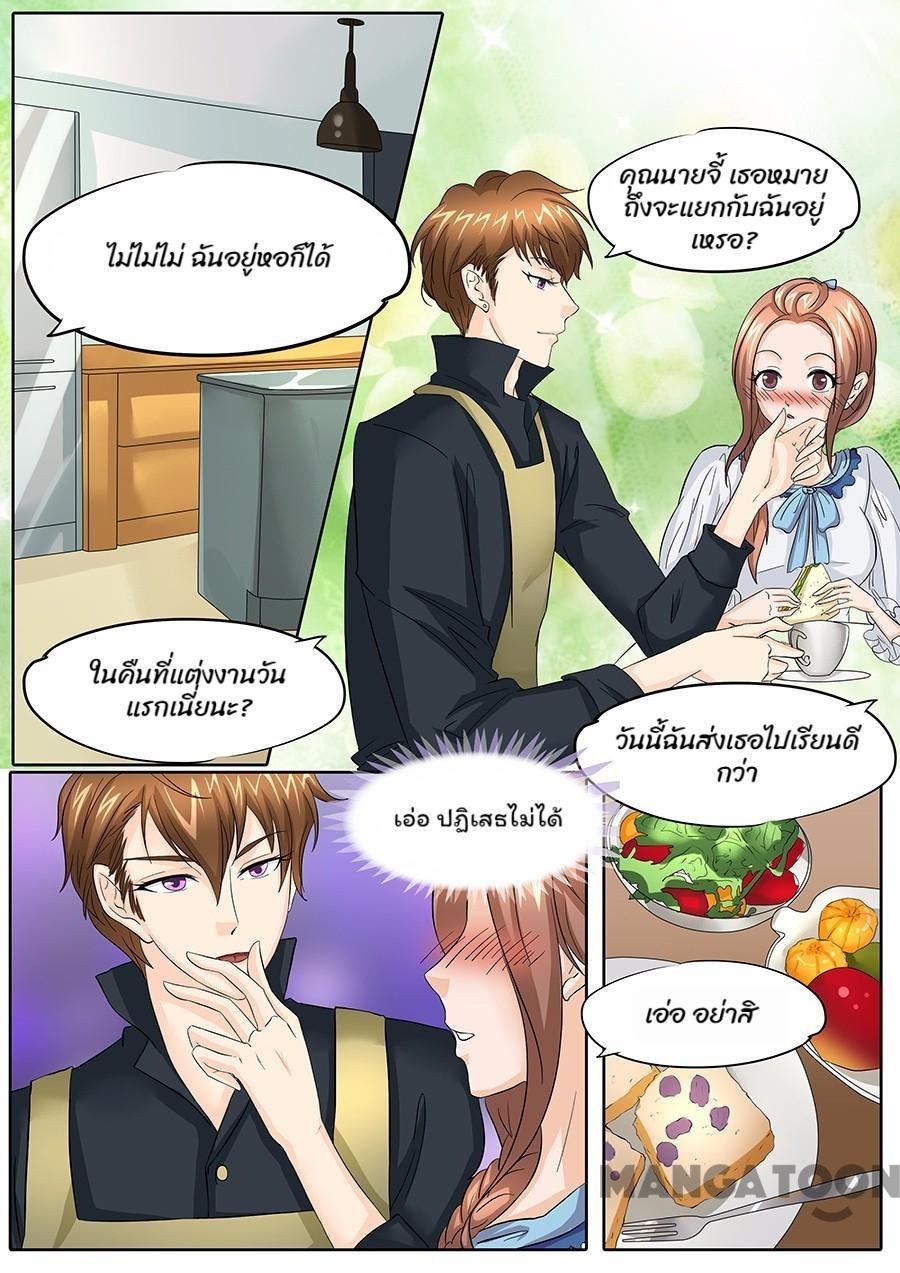 ไม่ไม่ไม่ ฉันอยู่หอก็ได้
คุณนายจี้ เธอหมาย
ถึงจะแยกกับฉันอยู่
เหรอ?
ในคืนที่แต่งงานวัน
แรกเนี่ยนะ?
เอ่อ ปฏิเสธไม่ได้
วันนี้ฉันส่งเธอไปเรียนดี
กว่า
เอ่อ อย่าสิ
MANGATOON